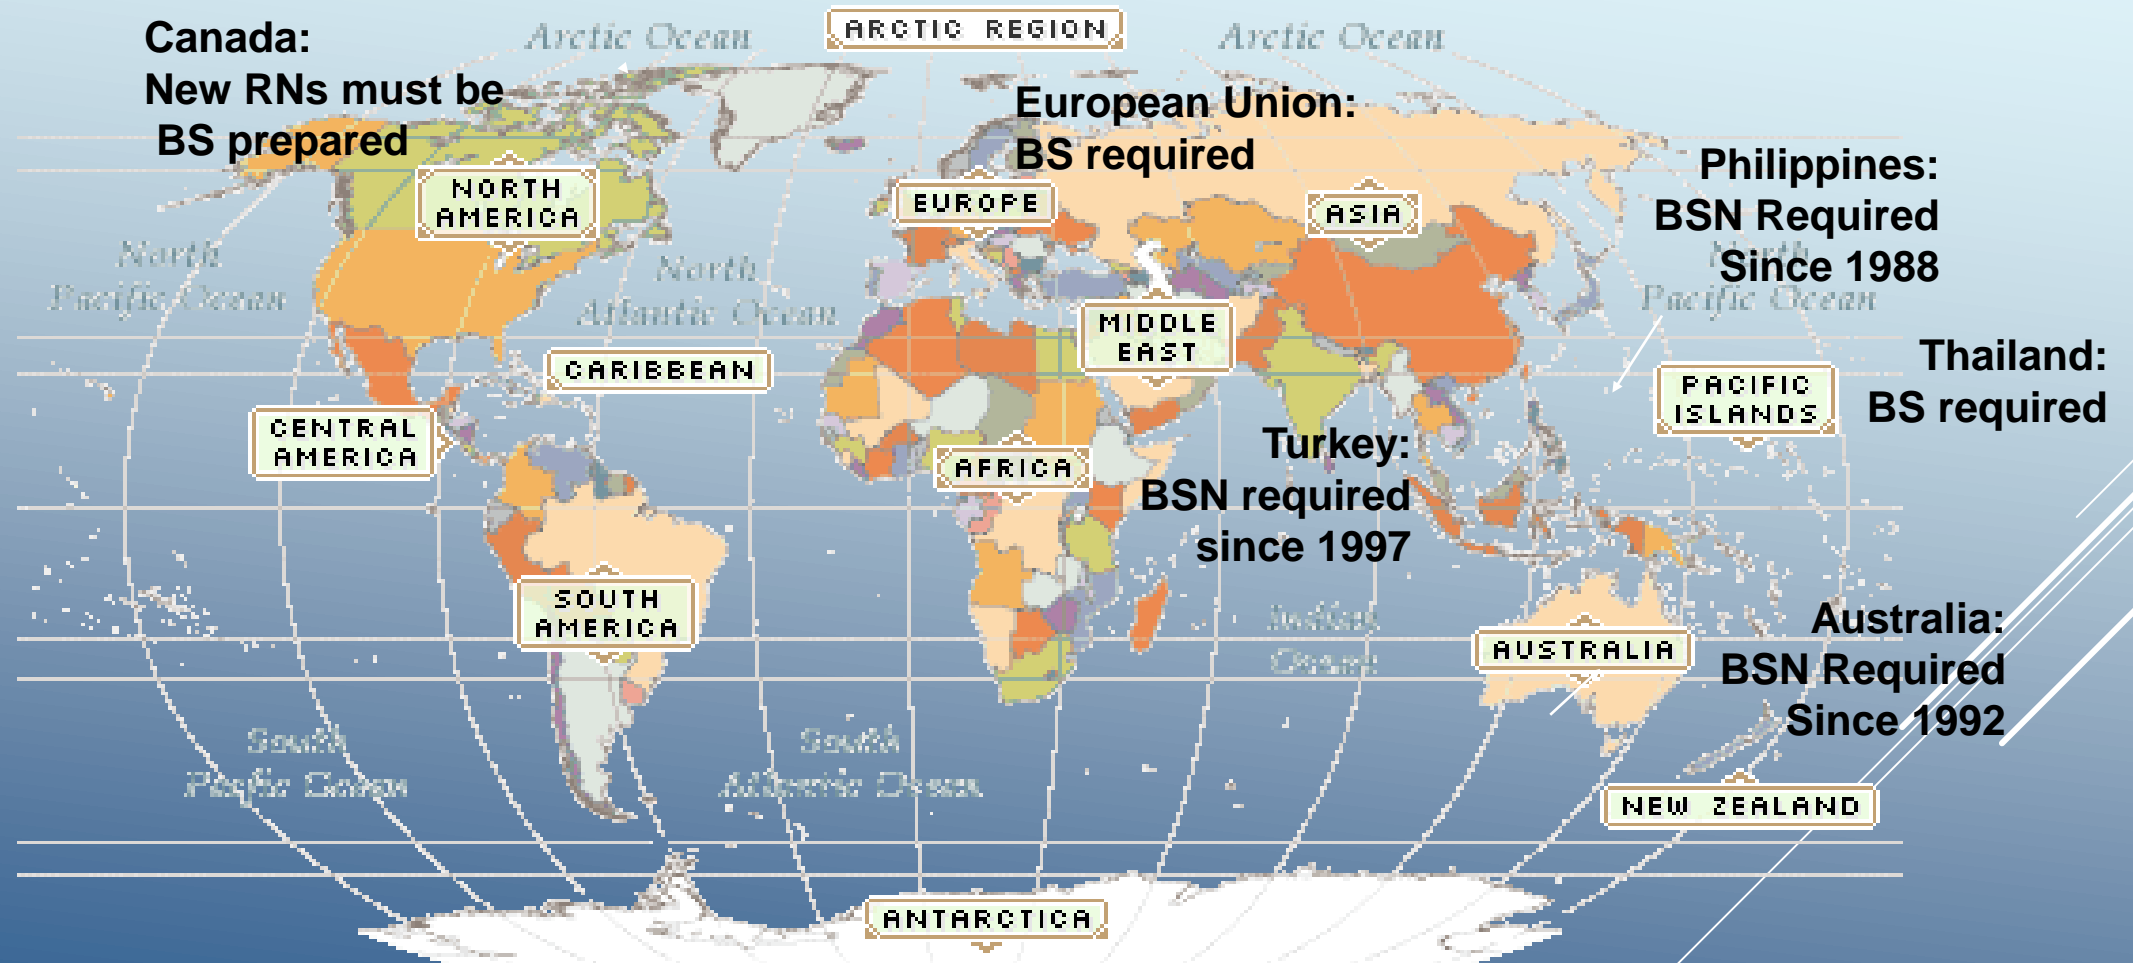 Canada:
New RNs must be
BS prepared
Arctic Ocean
ARCTIC REGION
Arctic Ocean
European Union:
BS required
Philippines:
BSN Required
Since 1988
NORTH
AMERICA
EUROPE
ASIA
North
Pacific Ocean
North
Atlantic Ocean
North
Pacific Ocean
MIDDLE
EAST
CARIBBEAN
Thailand:
BS required
PACIFIC
ISLANDS
CENTRAL
AMERICA
AFRICA
Turkey:
BSN required
since 1997
SOUTH
AMERICA
Indian
Ocean
AUSTRALIA
Australia:
BSN Required
Since 1992
South
Pacific Ocean
South
Atlantic Ocean
NEW ZEALAND
ANTARCTICA